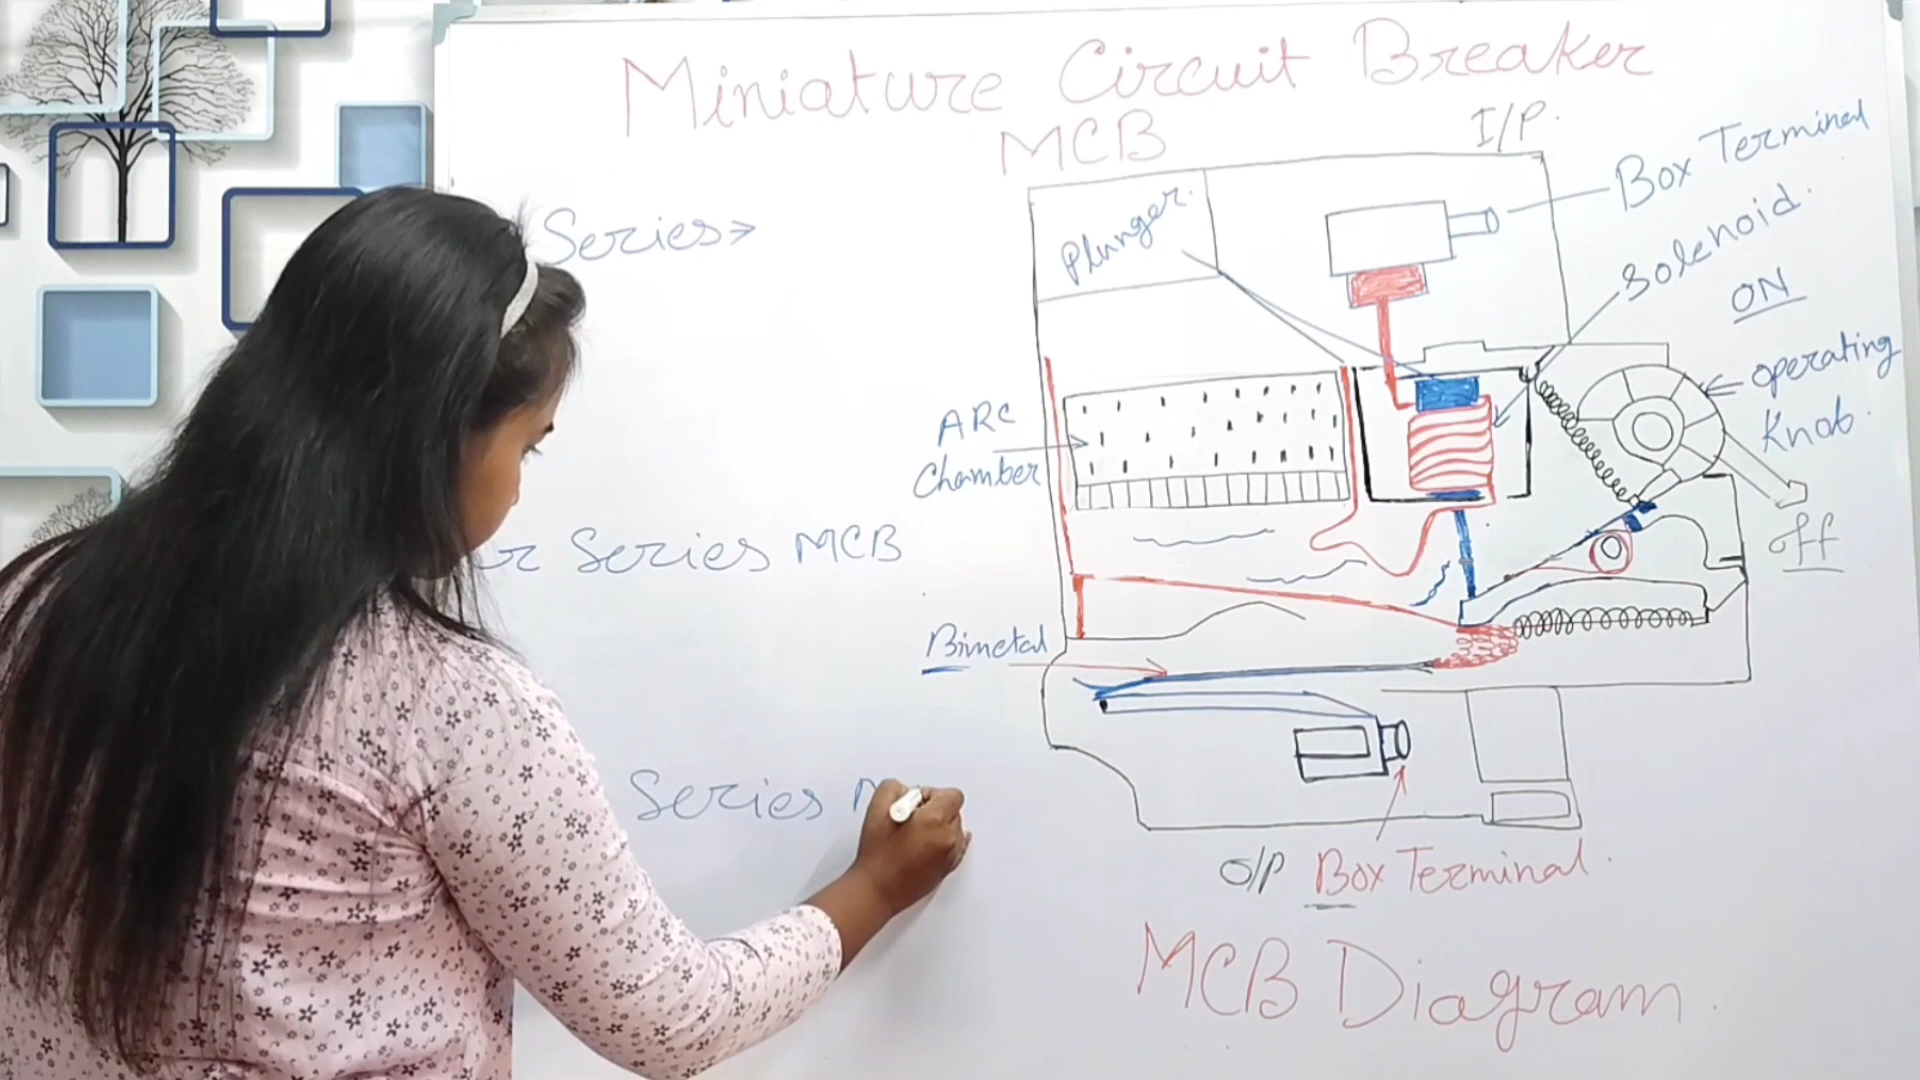 Miniature Circuit Breaker
MCB
I/P.
Box Terminal
Series>
Plunger.
Solenoid.
ON
operating
Knob.
ARC
Chamber
off
r Series MCB
Bimetal
Series
O/P Box Terminal.
MCB Diagram.